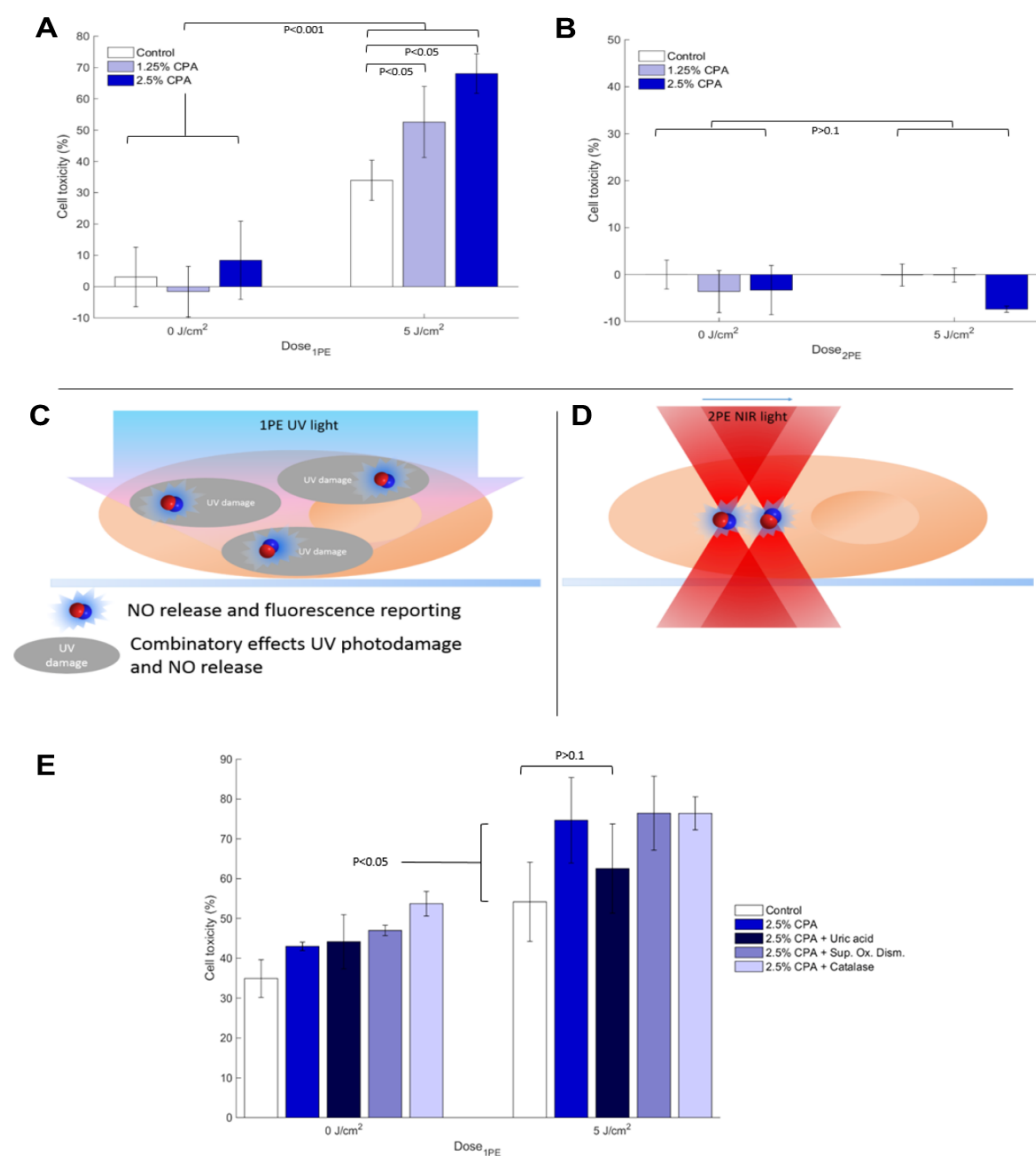 A
P<0.001
Control
1.25% CPA
2.5% CPA
P<0.05
P<0.05
80
70
60
50
40
30
20
10
0
-10
Cell toxicity (%)
0 J/cm²
5 J/cm²
Dose1PE
B
Control
1.25% CPA
2.5% CPA
P>0.1
50
40
30
20
10
0
-10
Cell toxicity (%)
0 J/cm²
5 J/cm²
Dose2PE
C
1PE UV light
UV damage
UV damage
UV damage
NO release and fluorescence reporting
UV
damage
Combinatory effects UV photodamage
and NO release
D
2PE NIR light
E
P>0.1
P<0.05
90
80
70
60
50
40
30
20
10
0
Cell toxicity (%)
0 J/cm²
5 J/cm²
Dose1PE
Control
2.5% CPA
2.5% CPA + Uric acid
2.5% CPA + Sup. Ox. Dism.
2.5% CPA + Catalase